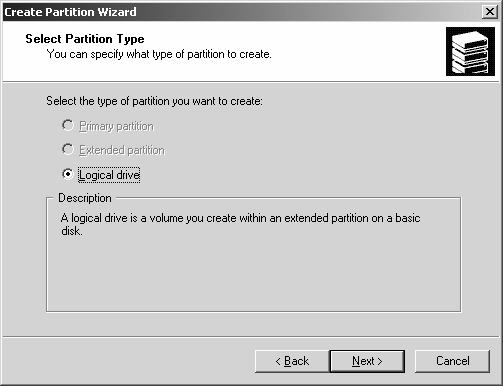 Create Partition Wizard
Select Partition Type
You can specify what type of partition to create.
Select the type of partition you want to create:
Primary partition
Extended partition
Logical drive
Description
A logical drive is a volume you create within an extended partition on a basic
disk.
< Back Next > Cancel